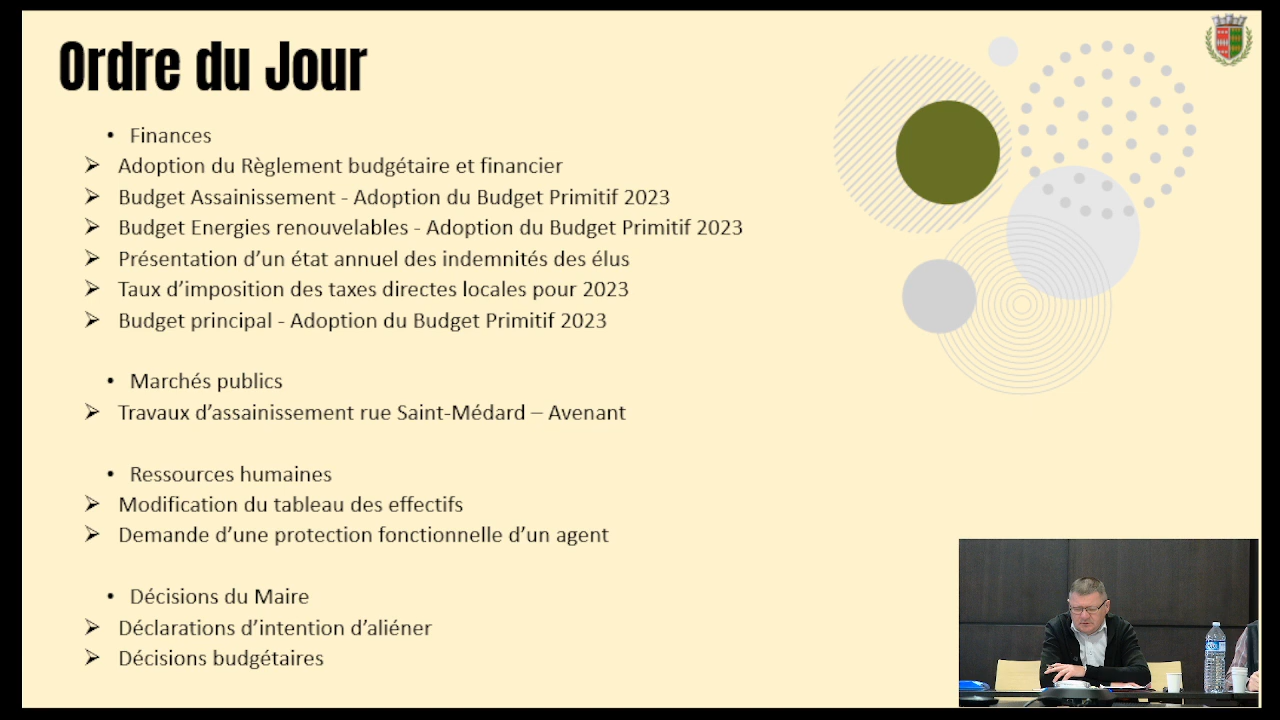 Ordre du Jour
• Finances
➢ Adoption du Règlement budgétaire et financier
➢ Budget Assainissement - Adoption du Budget Primitif 2023
➢ Budget Energies renouvelables - Adoption du Budget Primitif 2023
➢ Présentation d’un état annuel des indemnités des élus
➢ Taux d’imposition des taxes directes locales pour 2023
➢ Budget principal - Adoption du Budget Primitif 2023
• Marchés publics
➢ Travaux d’assainissement rue Saint-Médard – Avenant
• Ressources humaines
➢ Modification du tableau des effectifs
➢ Demande d’une protection fonctionnelle d’un agent
• Décisions du Maire
➢ Déclarations d’intention d’aliéner
➢ Décisions budgétaires